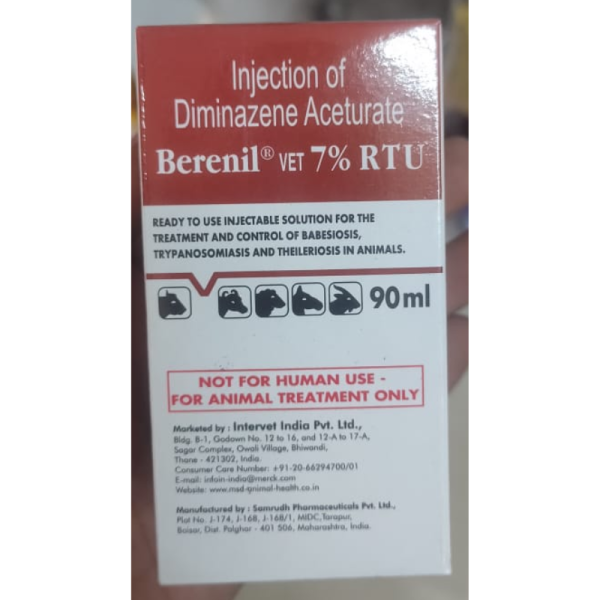 Injection of
Diminazene Aceturate
Berenil® VET 7% RTU
READY TO USE INJECTABLE SOLUTION FOR THE
TREATMENT AND CONTROL OF BABESIOSIS,
TRYPANOSOMIASIS AND THEILERIOSIS IN ANIMALS.
90ml
NOT FOR HUMAN USE -
FOR ANIMAL TREATMENT ONLY
Marketed by : Intervet India Pvt. Ltd.,
Bldg. B-1, Godown No. 12 to 16, and 12-A to 17-A,
Sagar Complex, Owali Village, Bhiwandi,
Thane - 421302, India.
Consumer Care Number: +91-20-66294700/01
E-mail: infoin-india@merck.com
Website: www.msd-animal-health.co.in
Manufactured by : Samrudh Pharmaceuticals Pvt. Ltd.,
Plot No. J-174, J-168, J-168/1, MIDC, Tarapur,
Boisar, Dist. Palghar - 401 506, Maharashtra, India.